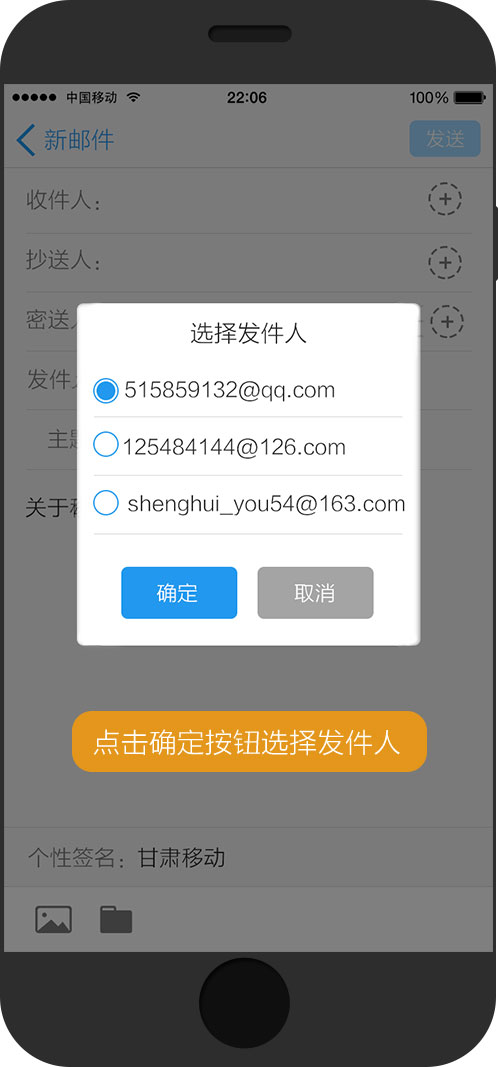 中国移动 22:06 100%
新邮件 发送
收件人：
抄送人：
密送人
选择发件人
发件人
515859132@qq.com
主题
125484144@126.com
关于
shenghui_you54@163.com
确定 取消
点击确定按钮选择发件人
个性签名：甘肃移动